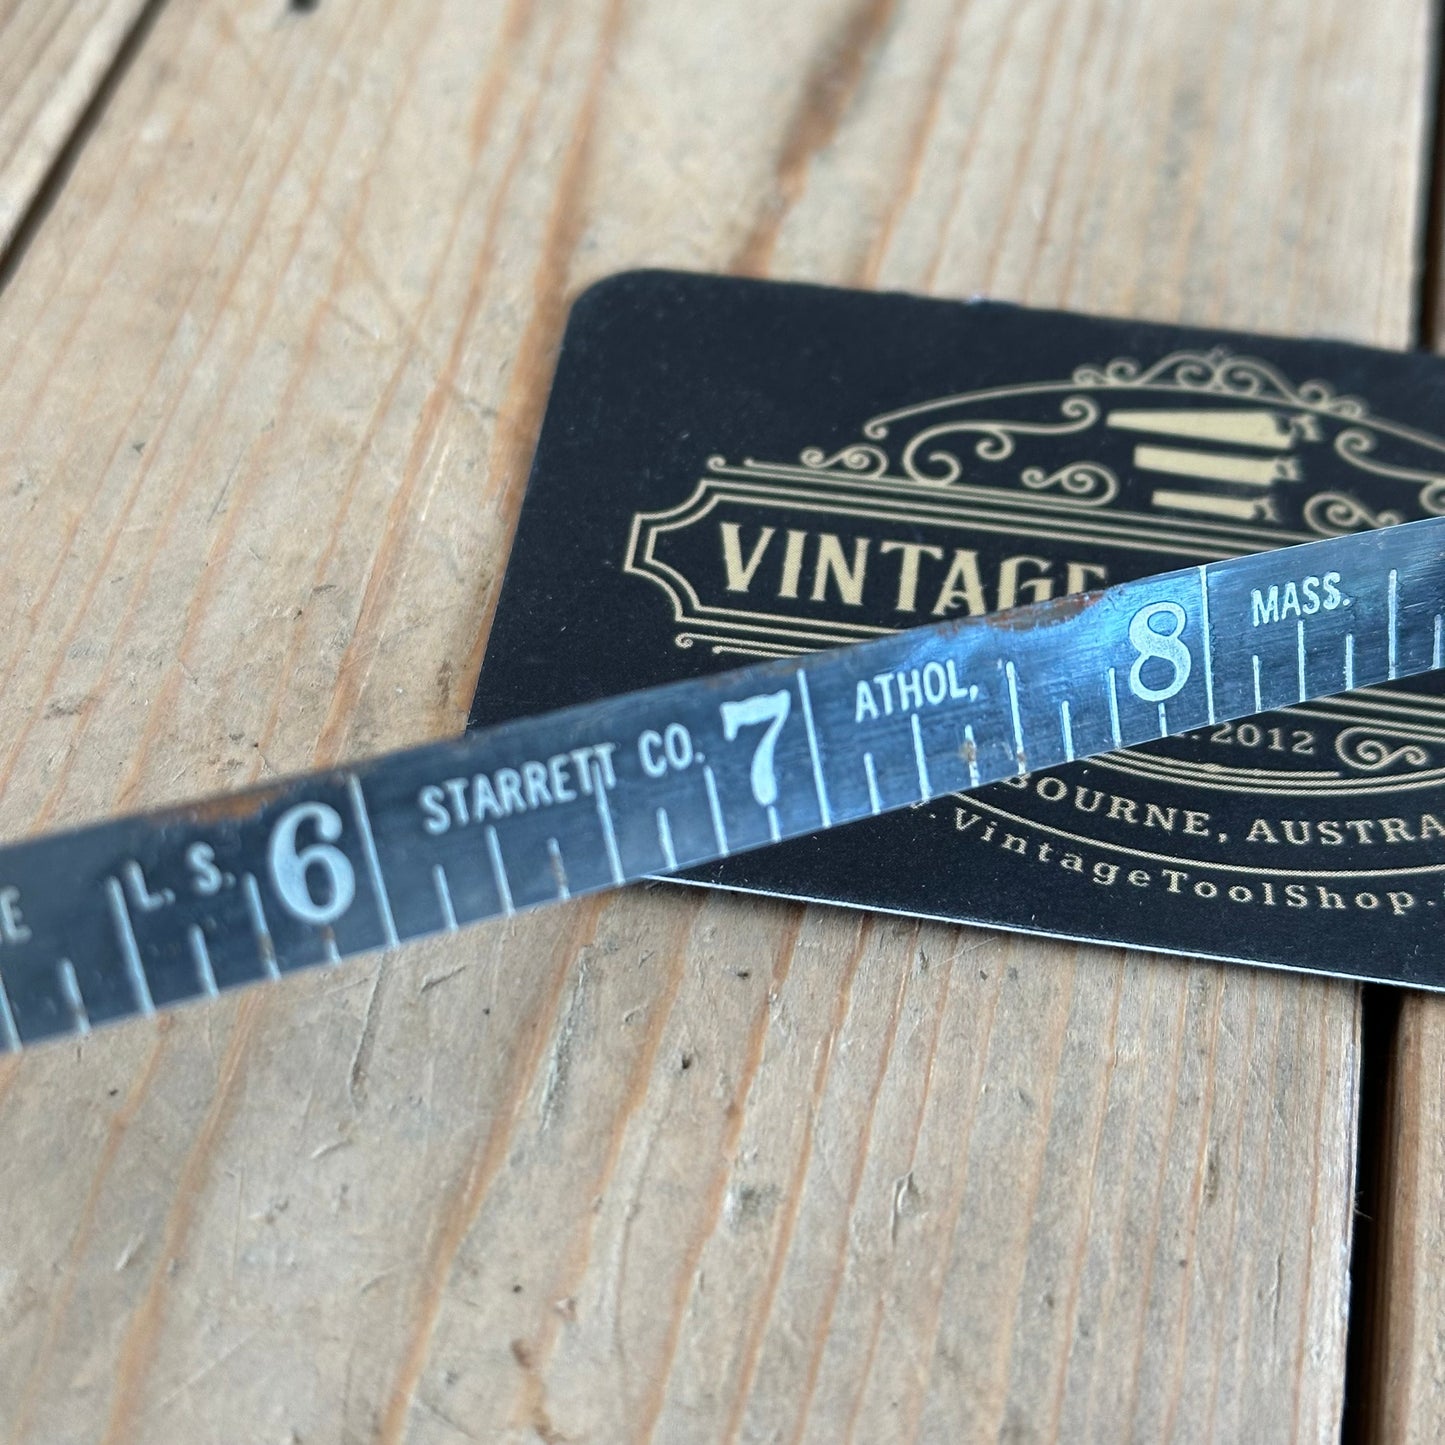 VINTAGE
L. S. 6 STARRETT CO. 7 ATHOL, 8 MASS.
.2012
BOURNE, AUSTRA
.VintageToolShop.